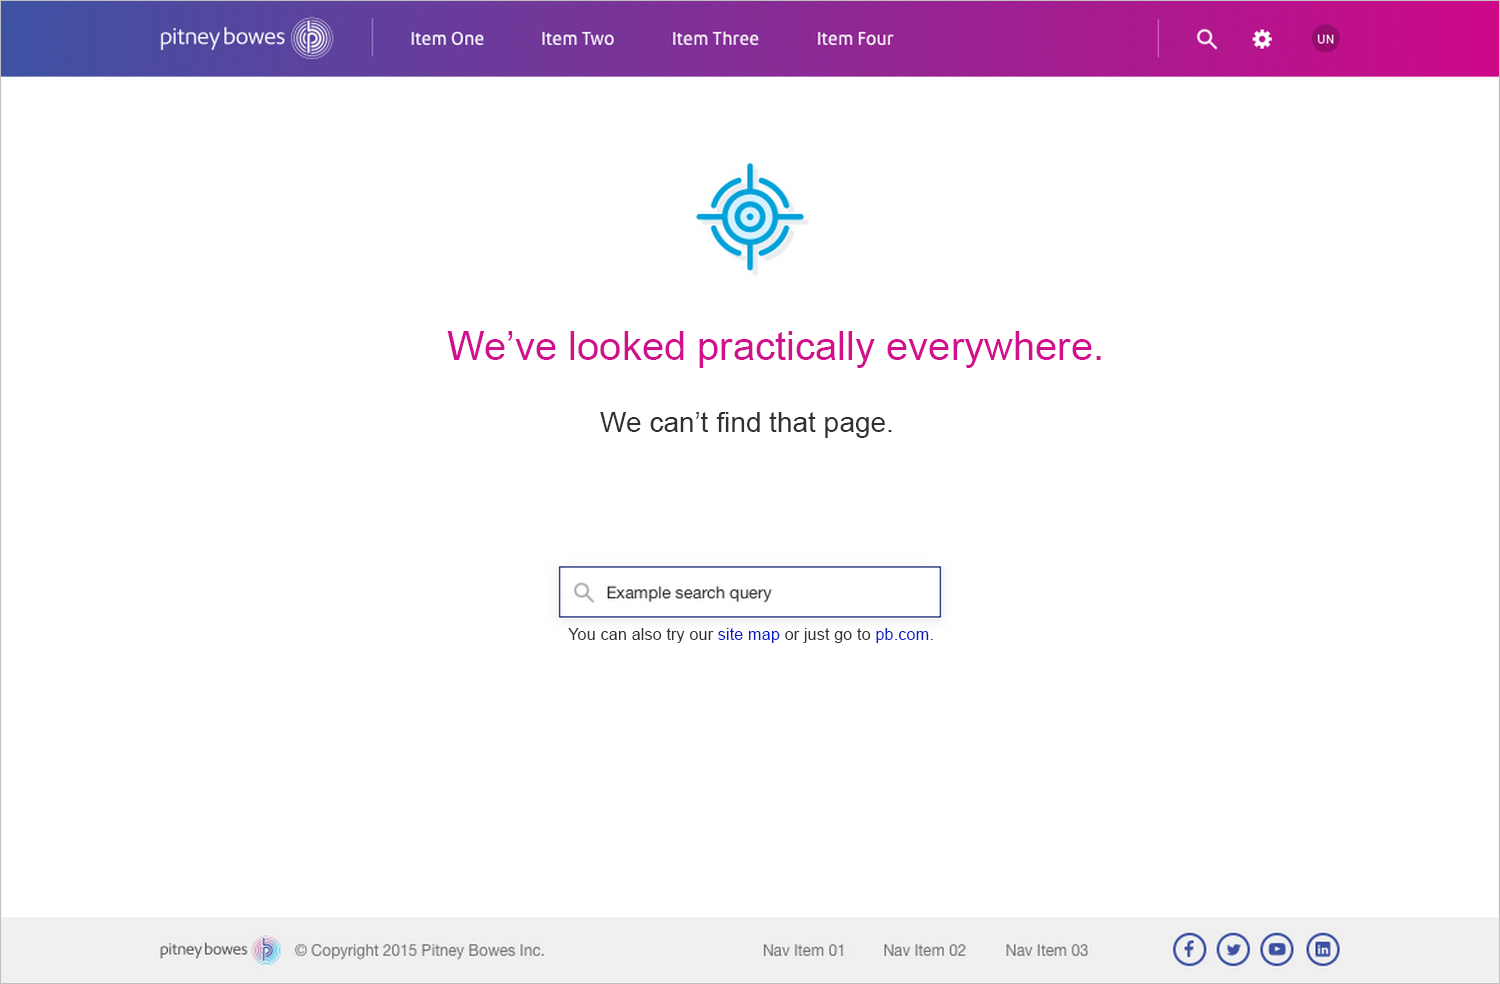 pitney bowes
Item One Item Two Item Three Item Four
UN
We’ve looked practically everywhere.
We can’t find that page.
Example search query
You can also try our site map or just go to pb.com.
pitney bowes © Copyright 2015 Pitney Bowes Inc. Nav Item 01 Nav Item 02 Nav Item 03